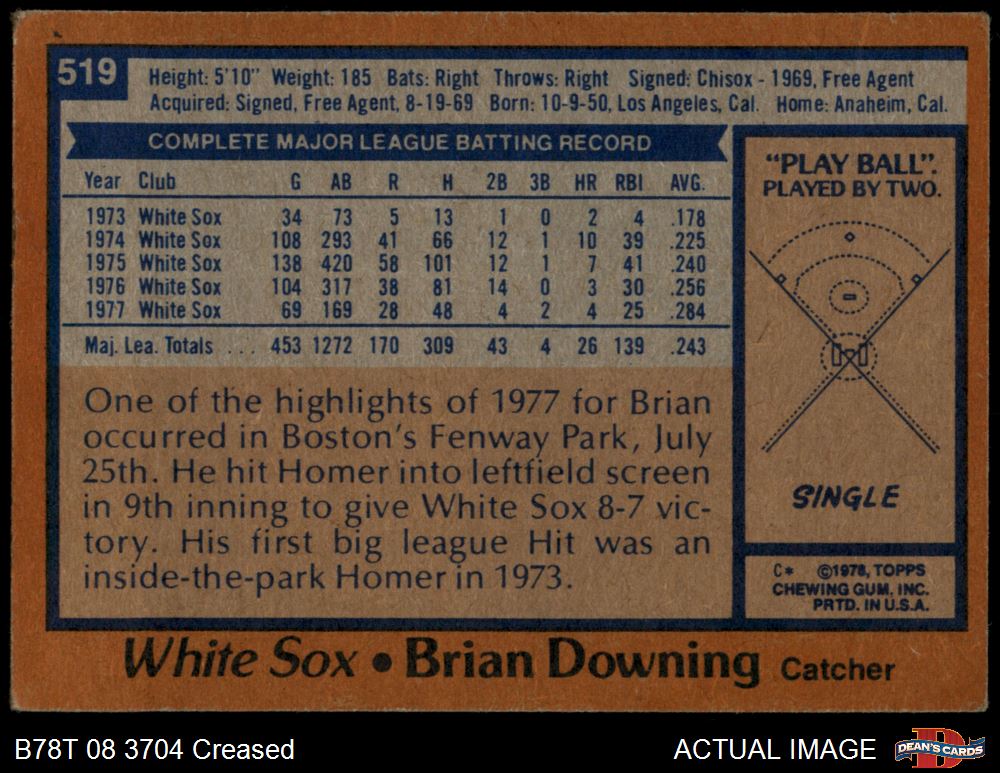 519
Height: 5'10" Weight: 185 Bats: Right Throws: Right Signed: Chisox - 1969, Free Agent
Acquired: Signed, Free Agent, 8-19-69 Born: 10-9-50, Los Angeles, Cal. Home: Anaheim, Cal.
COMPLETE MAJOR LEAGUE BATTING RECORD
Year Club G AB R H 2B 3B HR RBI AVG.
1973 White Sox 34 73 5 13 1 0 2 4 .178
1974 White Sox 108 293 41 66 12 1 10 39 .225
1975 White Sox 138 420 58 101 12 1 7 41 .240
1976 White Sox 104 317 38 81 14 0 3 30 .256
1977 White Sox 69 169 28 48 4 2 4 25 .284
Maj. Lea. Totals ... 453 1272 170 309 43 4 26 139 .243
One of the highlights of 1977 for Brian
occurred in Boston's Fenway Park, July
25th. He hit Homer into leftfield screen
in 9th inning to give White Sox 8-7 vic-
tory. His first big league Hit was an
inside-the-park Homer in 1973.
"PLAY BALL".
PLAYED BY TWO.
SINGLE
C* ©1978, TOPPS
CHEWING GUM, INC.
PRTD. IN U.S.A.
White Sox • Brian Downing Catcher
B78T 08 3704 Creased
ACTUAL IMAGE
DEAN'S CARDS